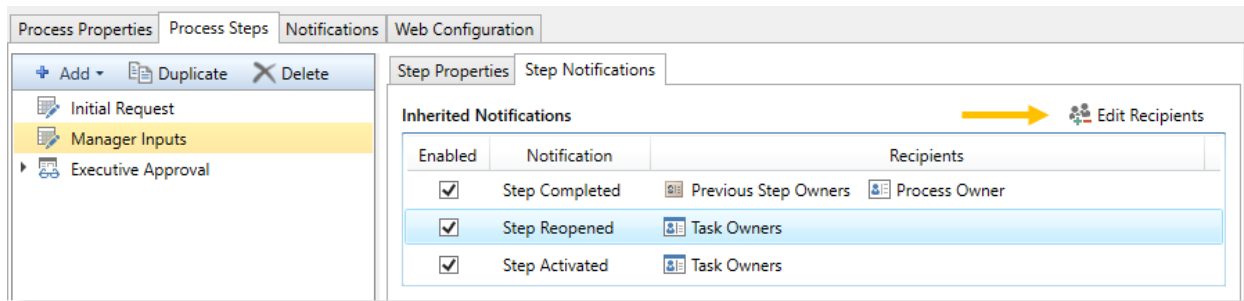 Process Properties Process Steps Notifications Web Configuration
Add Duplicate Delete
Initial Request
Manager Inputs
Executive Approval
Step Properties Step Notifications
Inherited Notifications Edit Recipients
Enabled Notification Recipients
Step Completed Previous Step Owners Process Owner
Step Reopened Task Owners
Step Activated Task Owners